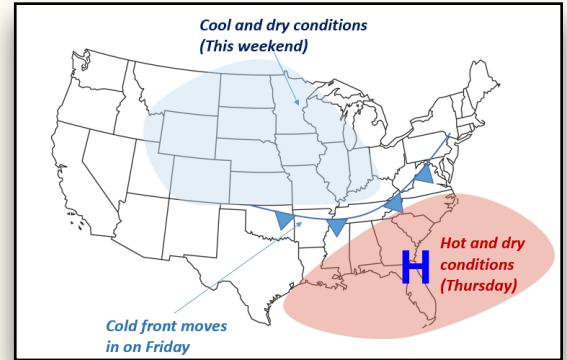 Cool and dry conditions
(This weekend)
H
Hot and dry
conditions
(Thursday)
Cold front moves
in on Friday